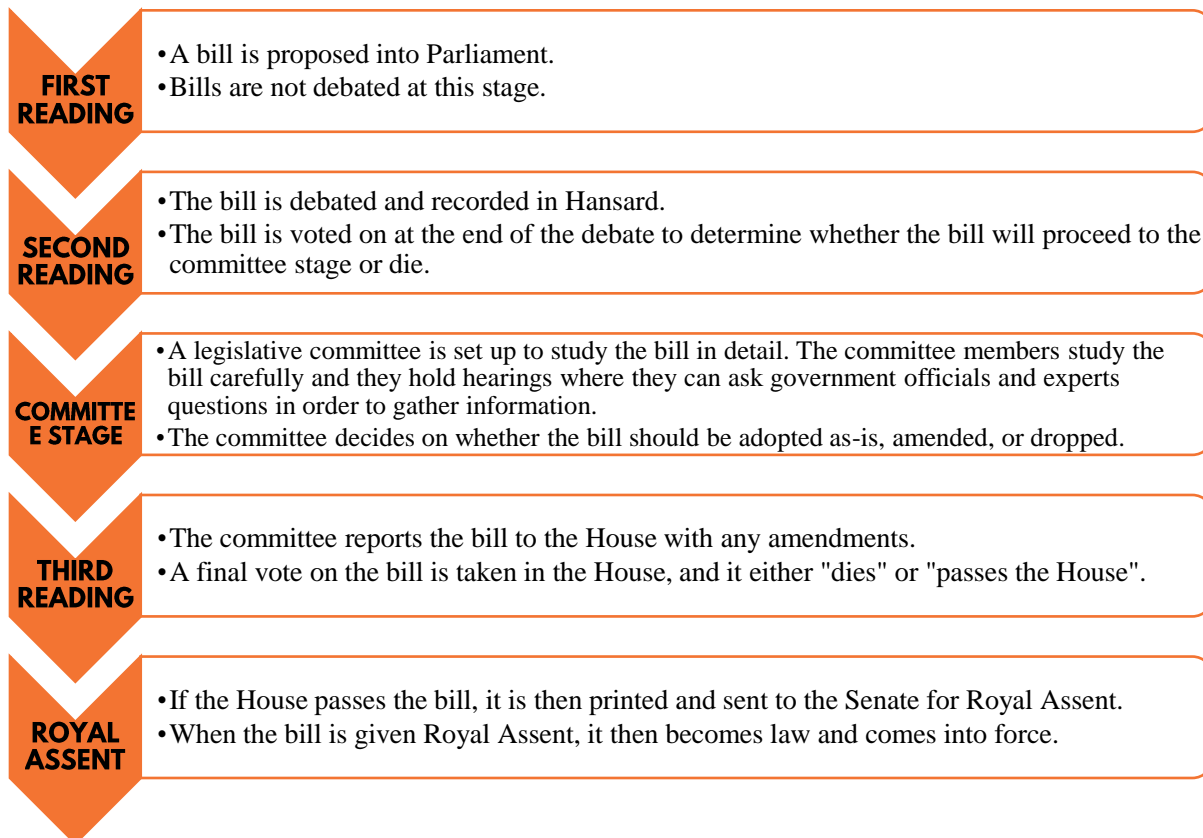 FIRST
READING
•A bill is proposed into Parliament.
•Bills are not debated at this stage.
SECOND
READING
•The bill is debated and recorded in Hansard.
•The bill is voted on at the end of the debate to determine whether the bill will proceed to the
committee stage or die.
COMMITTE
E STAGE
•A legislative committee is set up to study the bill in detail. The committee members study the
bill carefully and they hold hearings where they can ask government officials and experts
questions in order to gather information.
•The committee decides on whether the bill should be adopted as-is, amended, or dropped.
THIRD
READING
•The committee reports the bill to the House with any amendments.
•A final vote on the bill is taken in the House, and it either "dies" or "passes the House".
ROYAL
ASSENT
•If the House passes the bill, it is then printed and sent to the Senate for Royal Assent.
•When the bill is given Royal Assent, it then becomes law and comes into force.